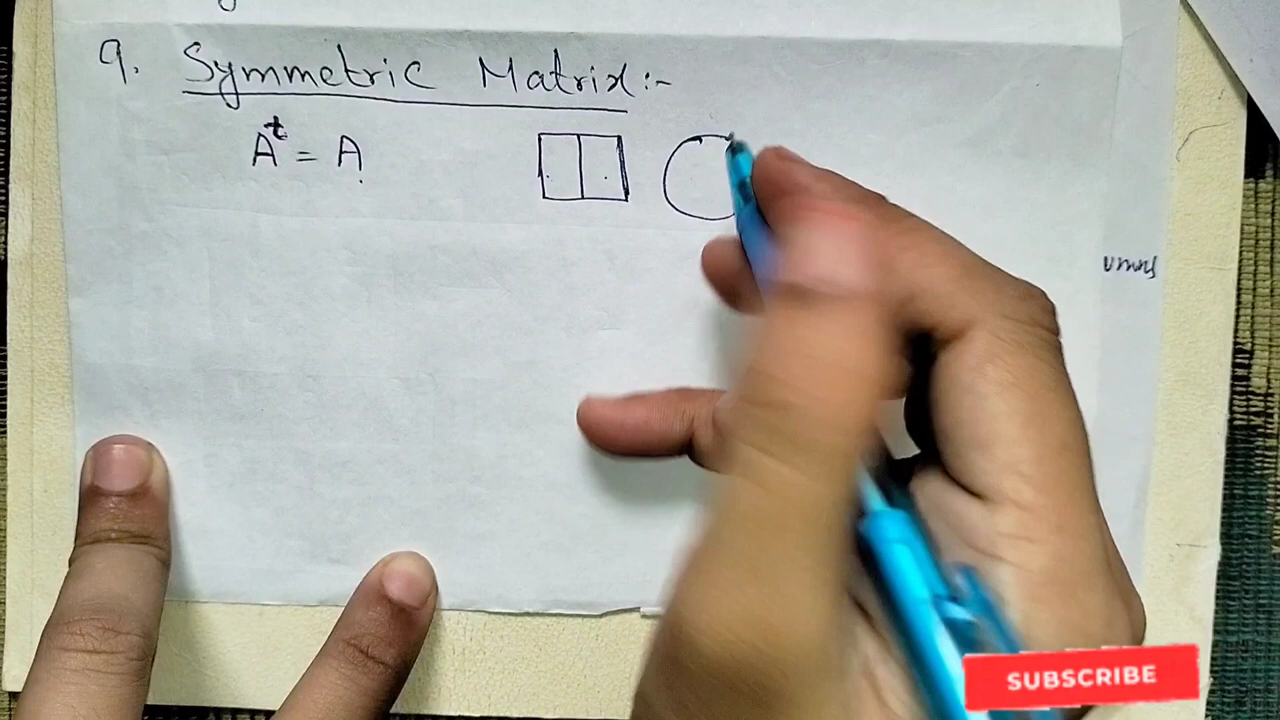 9. Symmetric Matrix:-
A^t = A
SUBSCRIBE